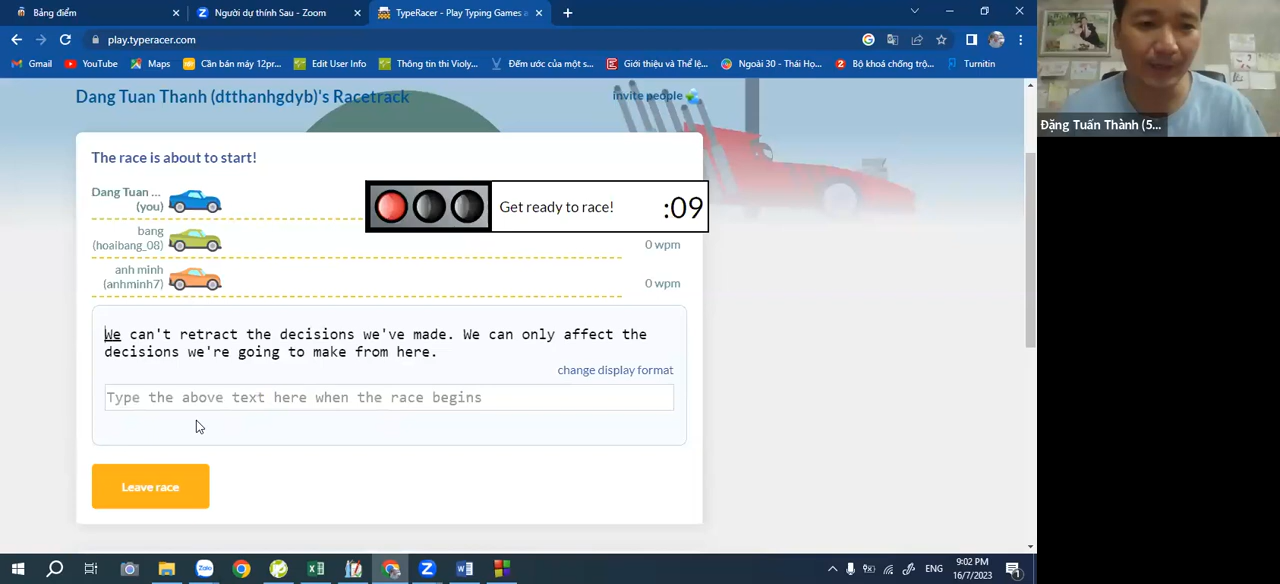 Bảng điểm
Người dự thính Sau - Zoom
TypeRacer - Play Typing Games a
play.typeracer.com
Gmail
YouTube
Maps
Cần bán máy 12pr...
Edit User Info
Thông tin thi Violy...
Đếm ước của một s...
Giới thiệu và Thể lệ...
Ngoài 30 - Thái Họ...
Bộ khoá chống trộ...
Turnitin
Dang Tuan Thanh (dtthanhgdyb)'s Racetrack
invite people
The race is about to start!
Dang Tuan ...
(you)
Get ready to race!
:09
bang
(hoaibang_08)
0 wpm
anh minh
(anhminh7)
0 wpm
We can't retract the decisions we've made. We can only affect the
decisions we're going to make from here.
change display format
Type the above text here when the race begins
Leave race
Đặng Tuấn Thành (5...
ENG
9:02 PM
16/7/2023